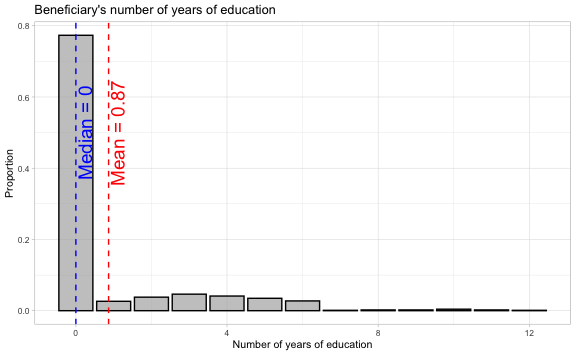 Beneficiary's number of years of education
0.8
0.6
0.4
0.2
0.0
Proportion
Median = 0
Mean = 0.87
0
4
8
12
Number of years of education